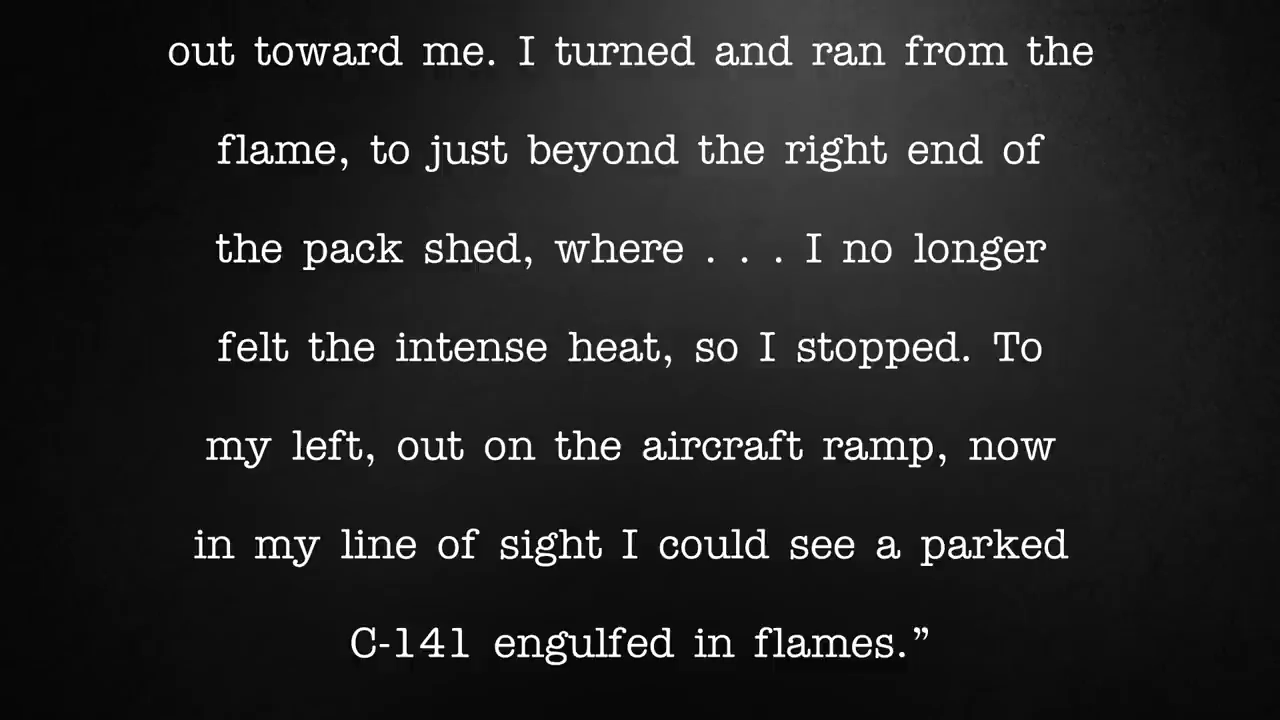 out toward me. I turned and ran from the
flame, to just beyond the right end of
the pack shed, where . . . I no longer
felt the intense heat, so I stopped. To
my left, out on the aircraft ramp, now
in my line of sight I could see a parked
C-141 engulfed in flames.”